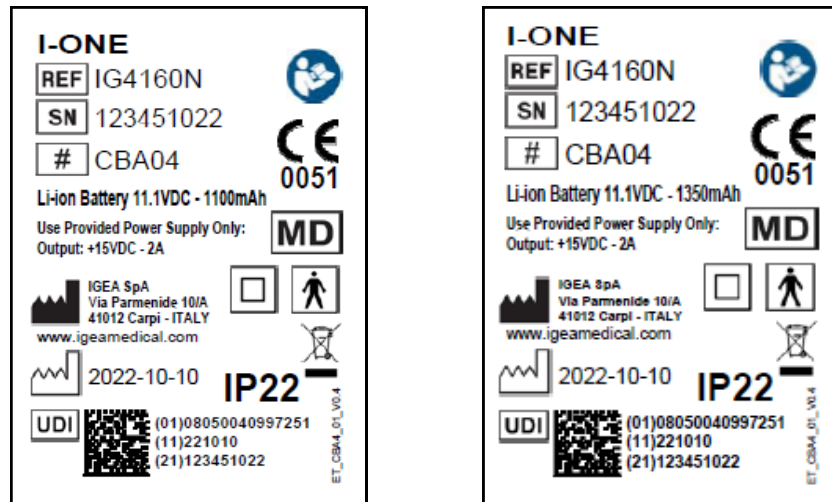 I-ONE
REF IG4160N
SN 123451022
# CBA04
CE
0051
Li-ion Battery 11.1VDC - 1100mAh
Use Provided Power Supply Only:
Output: +15VDC - 2A
MD
IGEA SpA
Via Parmenide 10/A
41012 Carpi - ITALY
www.igeamedical.com
2022-10-10
IP22
UDI
(01)08050040997251
(11)221010
(21)123451022
ET_CBA4_01_V0.4
I-ONE
REF IG4160N
SN 123451022
# CBA04
CE
0051
Li-ion Battery 11.1VDC - 1350mAh
Use Provided Power Supply Only:
Output: +15VDC - 2A
MD
IGEA SpA
Via Parmenide 10/A
41012 Carpi - ITALY
www.igeamedical.com
2022-10-10
IP22
UDI
(01)08050040997251
(11)221010
(21)123451022
ET_CBA4_01_V0.4